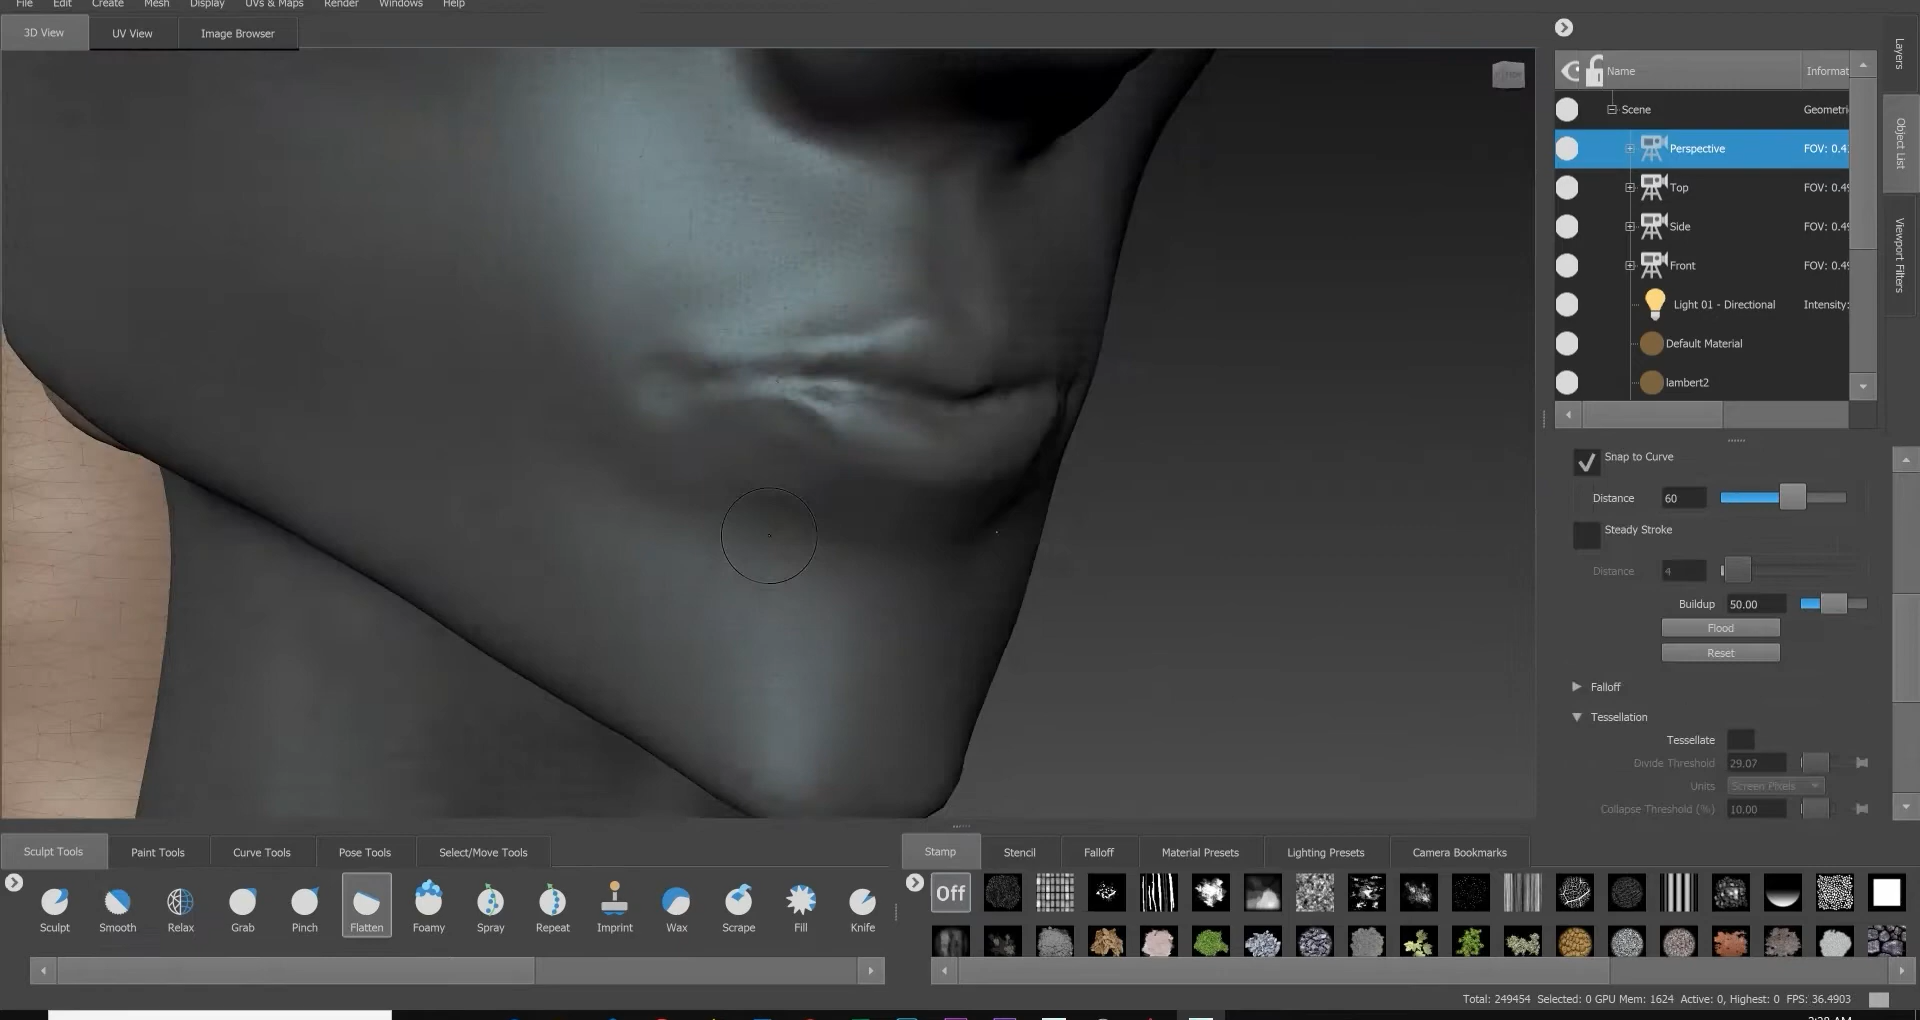 File Edit Create Mesh Display UVs & Maps Render Windows Help
3D View UV View Image Browser
Name Informat
Scene Geometri
Perspective FOV: 0.4
Top FOV: 0.49
Side FOV: 0.49
Front FOV: 0.49
Light 01 - Directional Intensity:
Default Material
lambert2
Layers
Object List
Viewport Filters
Snap to Curve
Distance 60
Steady Stroke
Distance 4
Buildup 50.00
Flood
Reset
Falloff
Tessellation
Tessellate
Divide Threshold 29.07
Units Screen Pixels
Collapse Threshold (%) 10.00
Sculpt Tools Paint Tools Curve Tools Pose Tools Select/Move Tools
Sculpt Smooth Relax Grab Pinch Flatten Foamy Spray Repeat Imprint Wax Scrape Fill Knife
Stamp Stencil Falloff Material Presets Lighting Presets Camera Bookmarks
Off
Total: 249454 Selected: 0 GPU Mem: 1624 Active: 0, Highest: 0 FPS: 36.4903